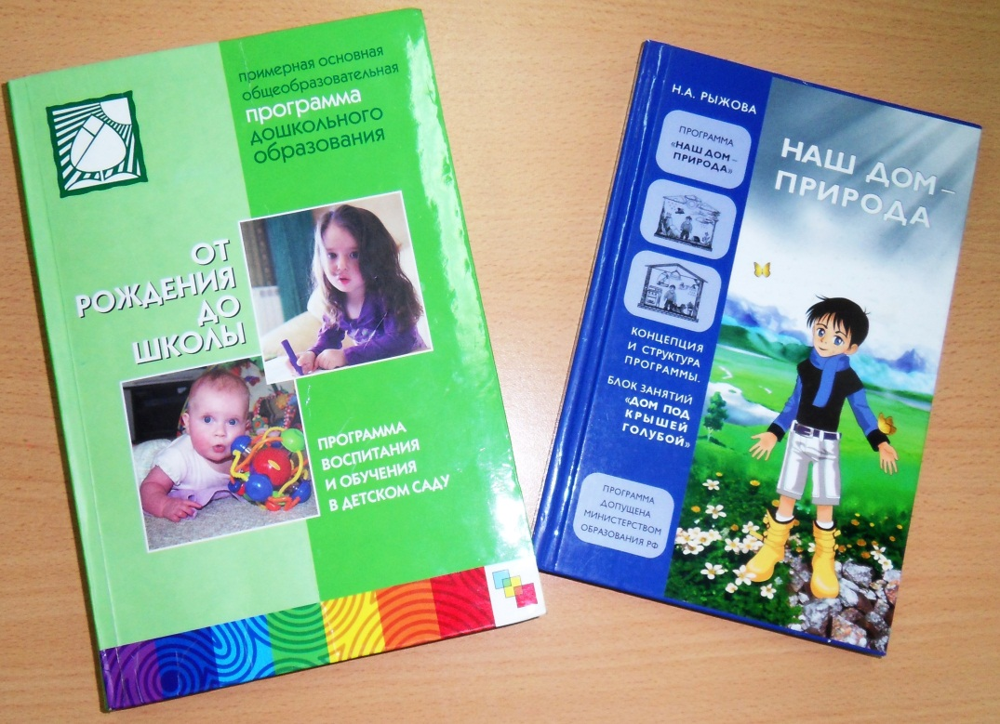 примерная основная
общеобразовательная
программа
дошкольного
образования
ОТ
РОЖДЕНИЯ
ДО
ШКОЛЫ
ПРОГРАММА
ВОСПИТАНИЯ
И ОБУЧЕНИЯ
В ДЕТСКОМ САДУ
Н.А. РЫЖОВА
ПРОГРАММА
«НАШ ДОМ –
ПРИРОДА»
НАШ ДОМ –
ПРИРОДА
КОНЦЕПЦИЯ
И СТРУКТУРА
ПРОГРАММЫ.
БЛОК ЗАНЯТИЙ
«ДОМ ПОД
КРЫШЕЙ
ГОЛУБОЙ»
ПРОГРАММА
ДОПУЩЕНА
МИНИСТЕРСТВОМ
ОБРАЗОВАНИЯ РФ